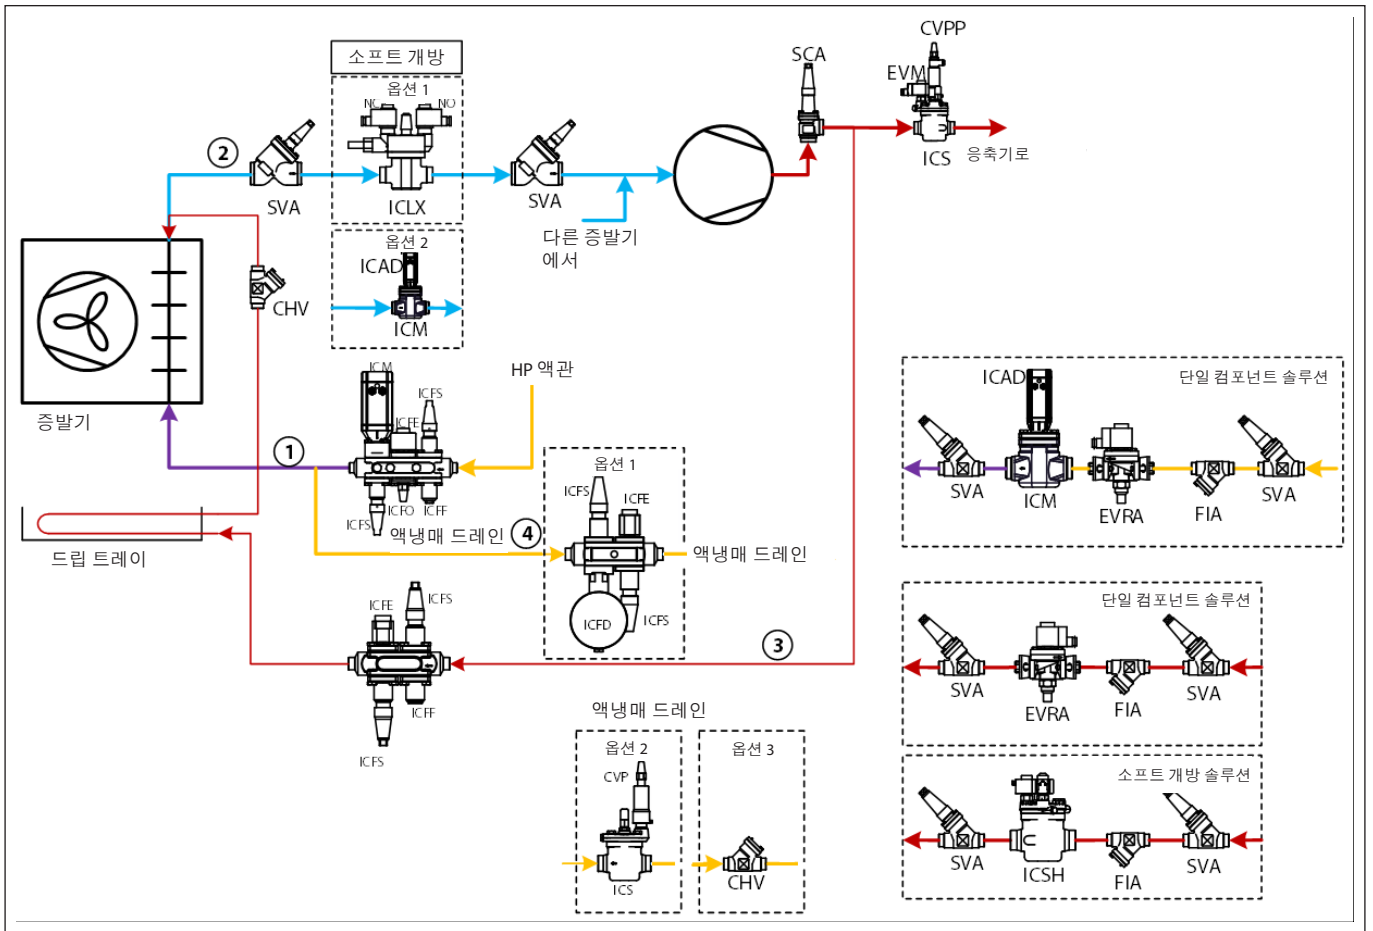 소프트 개방
옵션 1
NC
NO
ICLX
2
SVA
SVA
다른 증발기
에서
SCA
CVPP
EVM
ICS
응축기로
옵션 2
ICAD
ICM
CHV
증발기
드립 트레이
1
ICM
ICFE
ICFS
HP 액관
ICFS
ICFO
ICFF
액냉매 드레인
4
옵션 1
ICFS
ICFE
액냉매 드레인
ICFD
ICFS
3
ICFE
ICFS
ICFF
ICFS
액냉매 드레인
옵션 2
CVP
ICS
옵션 3
CHV
단일 컴포넌트 솔루션
ICAD
SVA
ICM
EVRA
FIA
SVA
단일 컴포넌트 솔루션
SVA
EVRA
FIA
SVA
소프트 개방 솔루션
SVA
ICSH
FIA
SVA